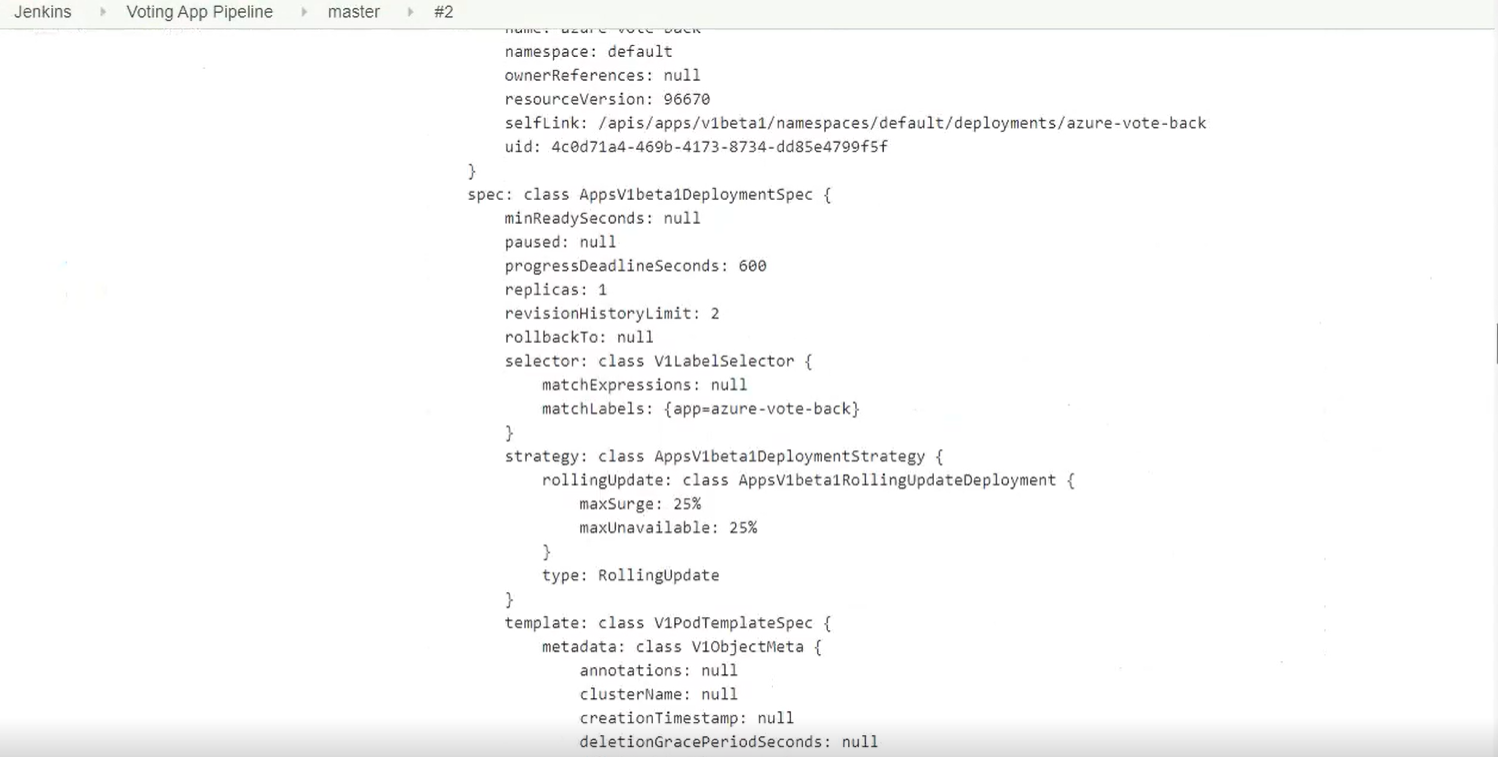 Jenkins Voting App Pipeline master #2
name: azure-vote-back
namespace: default
ownerReferences: null
resourceVersion: 96670
selfLink: /apis/apps/v1beta1/namespaces/default/deployments/azure-vote-back
uid: 4c0d71a4-469b-4173-8734-dd85e4799f5f
}
spec: class AppsV1beta1DeploymentSpec {
minReadySeconds: null
paused: null
progressDeadlineSeconds: 600
replicas: 1
revisionHistoryLimit: 2
rollbackTo: null
selector: class V1LabelSelector {
matchExpressions: null
matchLabels: {app=azure-vote-back}
}
strategy: class AppsV1beta1DeploymentStrategy {
rollingUpdate: class AppsV1beta1RollingUpdateDeployment {
maxSurge: 25%
maxUnavailable: 25%
}
type: RollingUpdate
}
template: class V1PodTemplateSpec {
metadata: class V1ObjectMeta {
annotations: null
clusterName: null
creationTimestamp: null
deletionGracePeriodSeconds: null